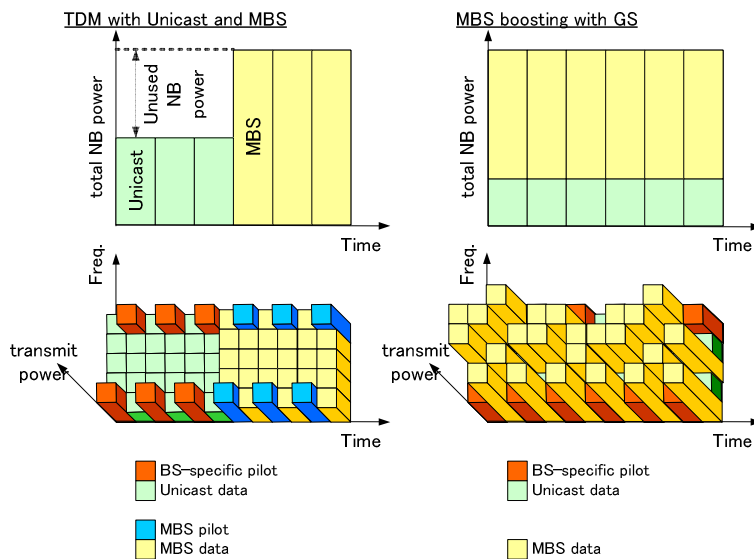 TDM with Unicast and MBS
total NB power
Unused NB power
Unicast
MBS
Time
MBS boosting with GS
total NB power
Time
Freq.
transmit power
Time
Freq.
transmit power
Time
BS-specific pilot
Unicast data
MBS pilot
MBS data
BS-specific pilot
Unicast data
MBS data